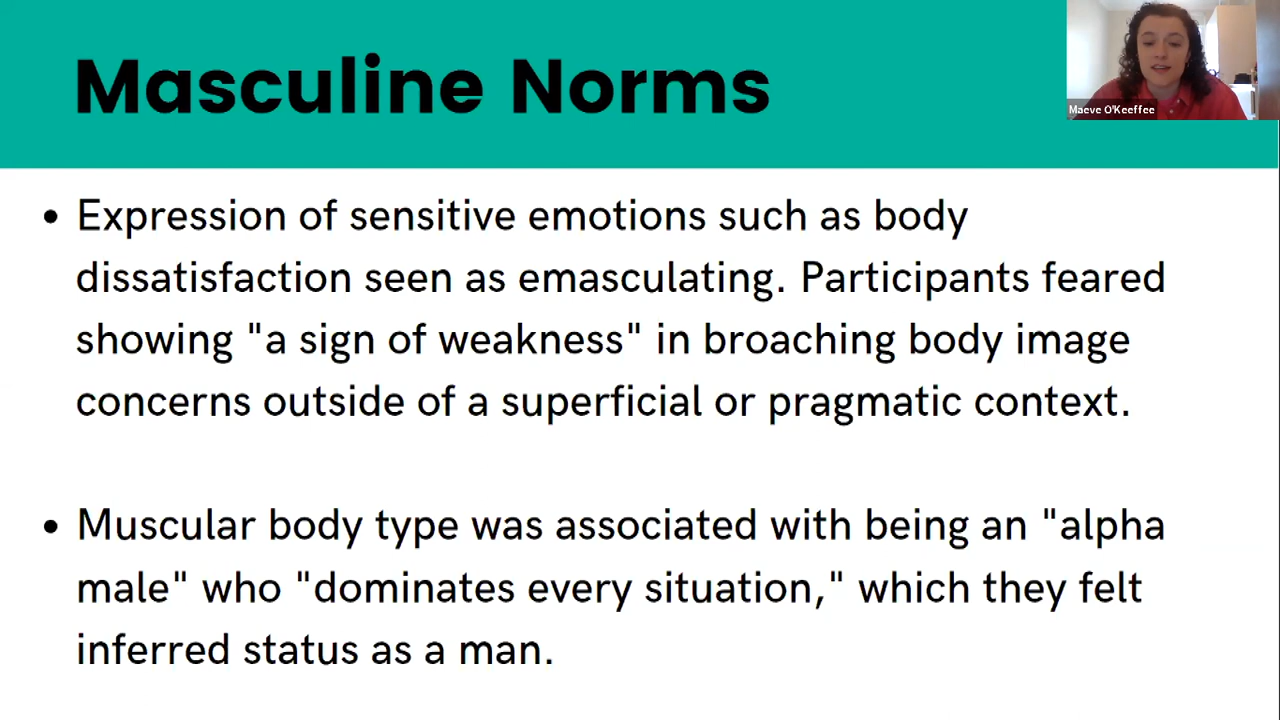 Masculine Norms
Maeve O'Keeffee
• Expression of sensitive emotions such as body
dissatisfaction seen as emasculating. Participants feared
showing "a sign of weakness" in broaching body image
concerns outside of a superficial or pragmatic context.
• Muscular body type was associated with being an "alpha
male" who "dominates every situation," which they felt
inferred status as a man.